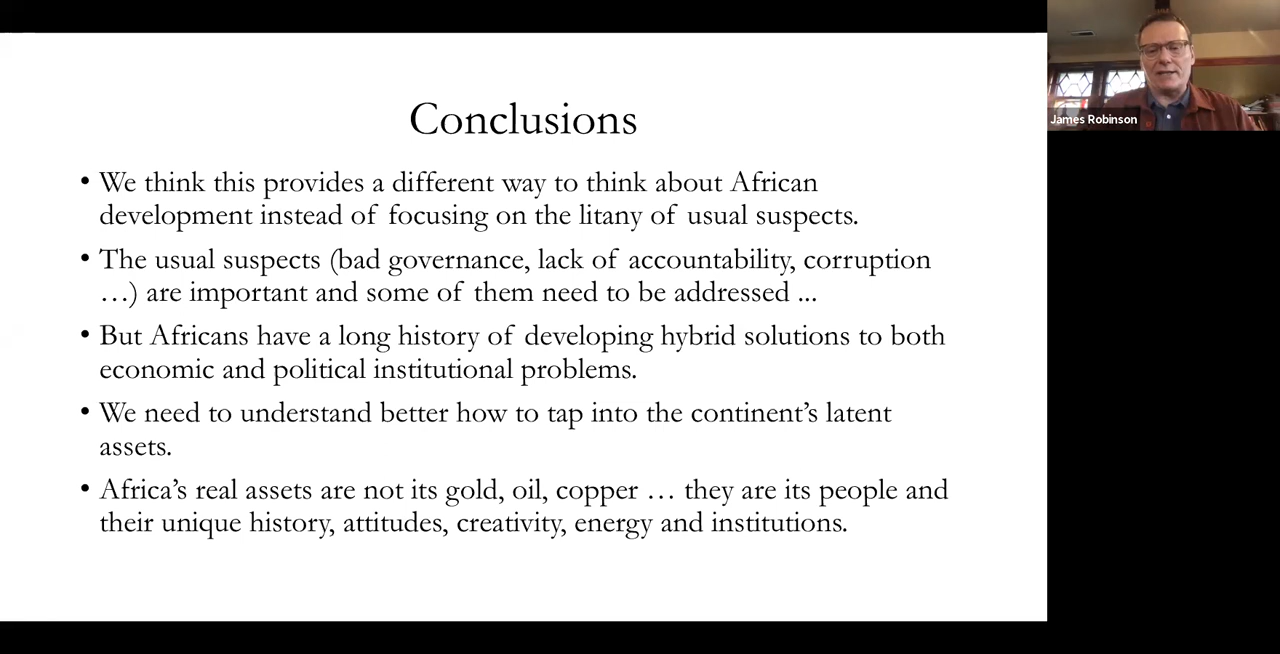 Conclusions
• We think this provides a different way to think about African
development instead of focusing on the litany of usual suspects.
• The usual suspects (bad governance, lack of accountability, corruption
…) are important and some of them need to be addressed ...
• But Africans have a long history of developing hybrid solutions to both
economic and political institutional problems.
• We need to understand better how to tap into the continent’s latent
assets.
• Africa’s real assets are not its gold, oil, copper … they are its people and
their unique history, attitudes, creativity, energy and institutions.
James Robinson